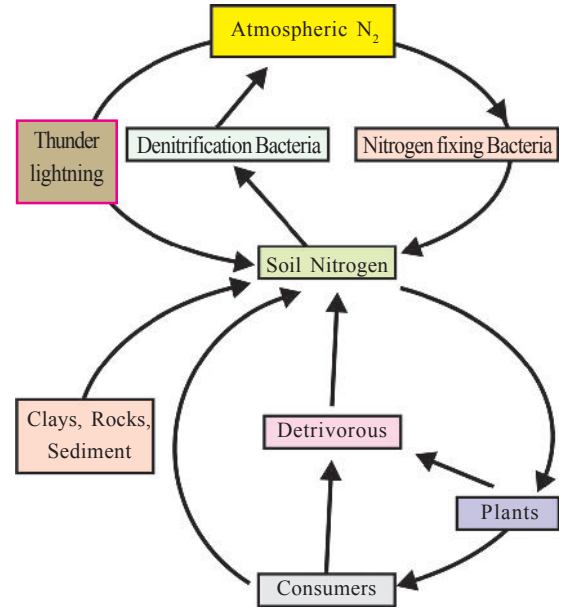 Atmospheric N₂
Thunder
lightning
Denitrification Bacteria
Nitrogen fixing Bacteria
Soil Nitrogen
Clays, Rocks,
Sediment
Detrivorous
Plants
Consumers